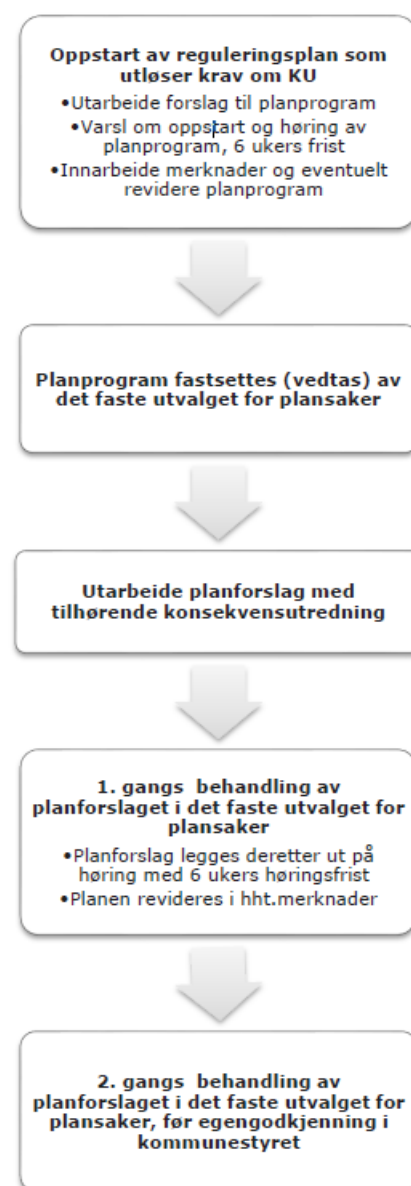 Oppstart av reguleringsplan som
utløser krav om KU
•Utarbeide forslag til planprogram
•Varsl om oppstart og høring av
planprogram, 6 ukers frist
•Innarbeide merknader og eventuelt
revidere planprogram
Planprogram fastsettes (vedtas) av
det faste utvalget for plansaker
Utarbeide planforslag med
tilhørende konsekvensutredning
1. gangs behandling av
planforslaget i det faste utvalget for
plansaker
•Planforslag legges deretter ut på
høring med 6 ukers høringsfrist
•Planen revideres i hht.merknader
2. gangs behandling av
planforslaget i det faste utvalget for
plansaker, før egengodkjenning i
kommunestyret